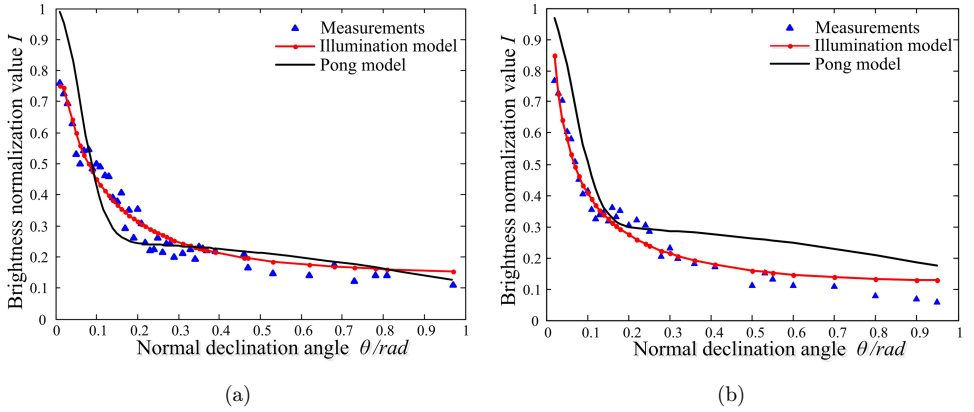 Brightness normalization value I
1
0.9
0.8
0.7
0.6
0.5
0.4
0.3
0.2
0.1
0
Measurements
Illumination model
Pong model
0 0.1 0.2 0.3 0.4 0.5 0.6 0.7 0.8 0.9 1
Normal declination angle θ/rad
(a)
Brightness normalization value I
1
0.9
0.8
0.7
0.6
0.5
0.4
0.3
0.2
0.1
0
Measurements
Illumination model
Pong model
0 0.1 0.2 0.3 0.4 0.5 0.6 0.7 0.8 0.9 1
Normal declination angle θ/rad
(b)